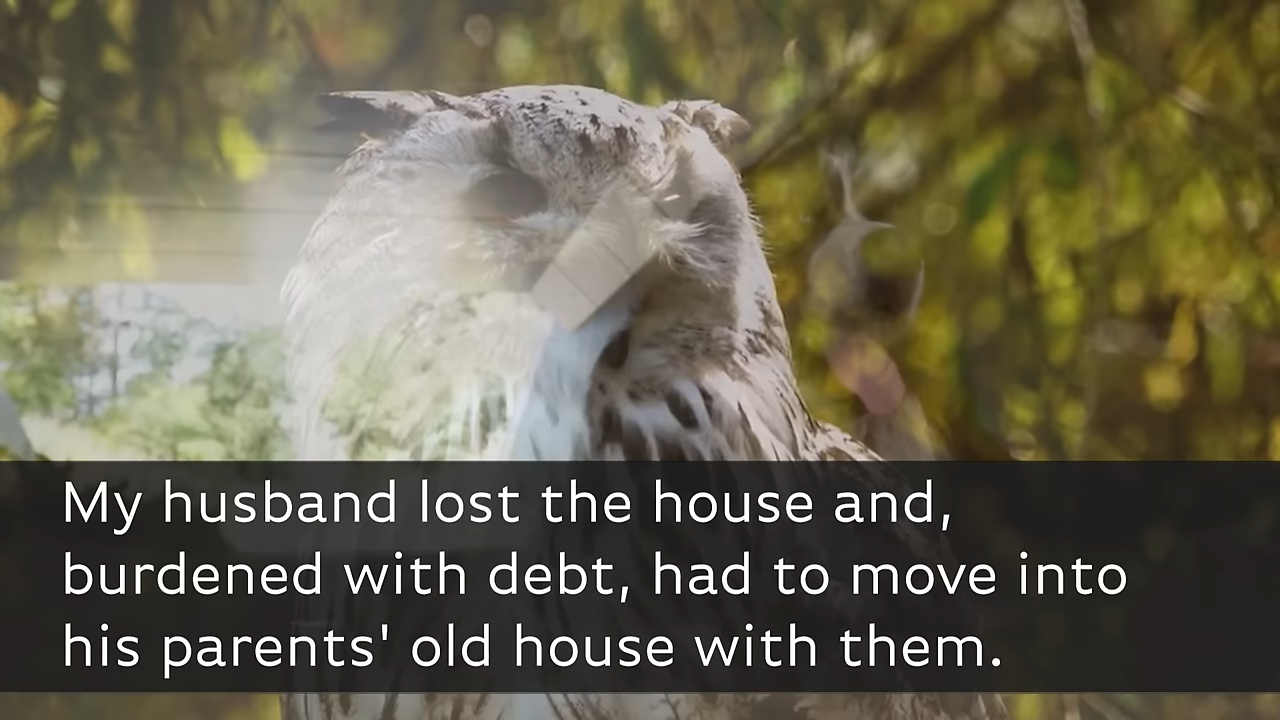 My husband lost the house and,
burdened with debt, had to move into
his parents' old house with them.